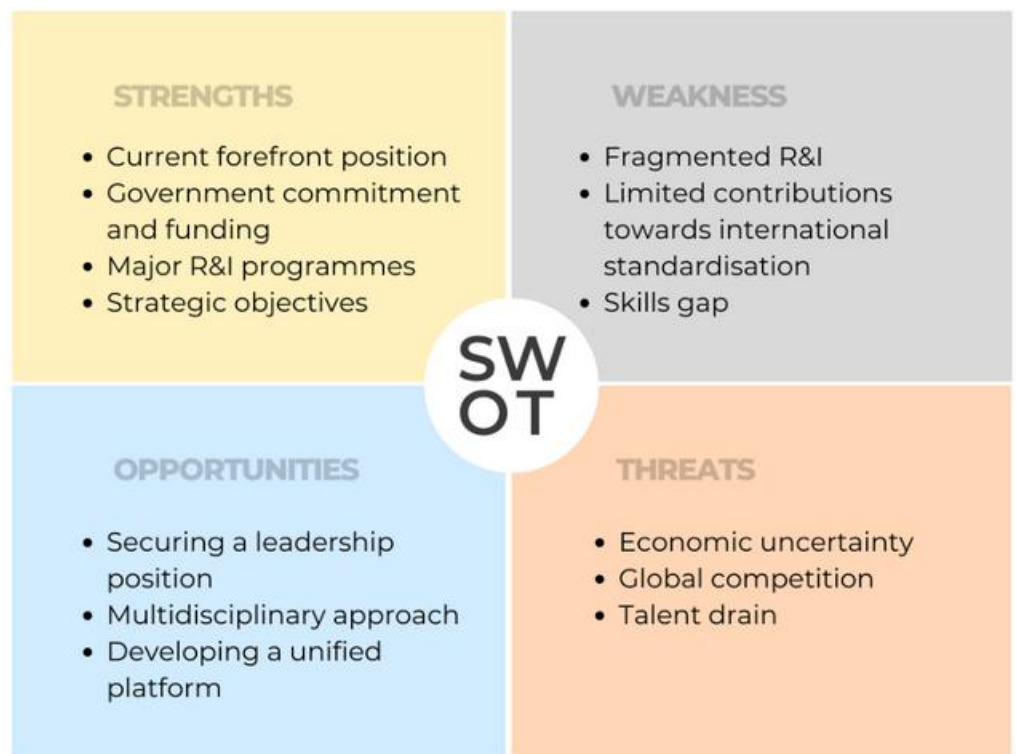 STRENGTHS
• Current forefront position
• Government commitment
and funding
• Major R&I programmes
• Strategic objectives
WEAKNESS
• Fragmented R&I
• Limited contributions
towards international
standardisation
• Skills gap
SW
OT
OPPORTUNITIES
• Securing a leadership
position
• Multidisciplinary approach
• Developing a unified
platform
THREATS
• Economic uncertainty
• Global competition
• Talent drain